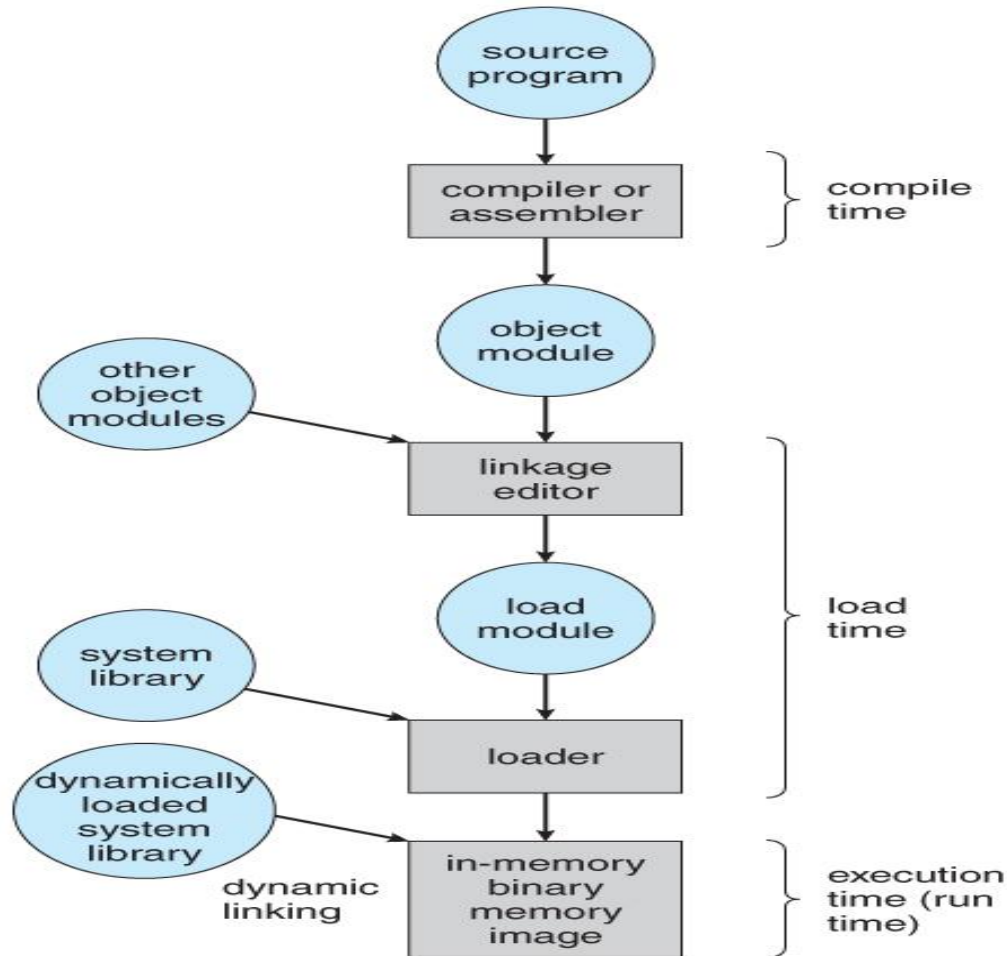 source
program
compiler or
assembler
compile
time
object
module
other
object
modules
linkage
editor
load
module
load
time
system
library
loader
dynamically
loaded
system
library
dynamic
linking
in-memory
binary
memory
image
execution
time (run
time)